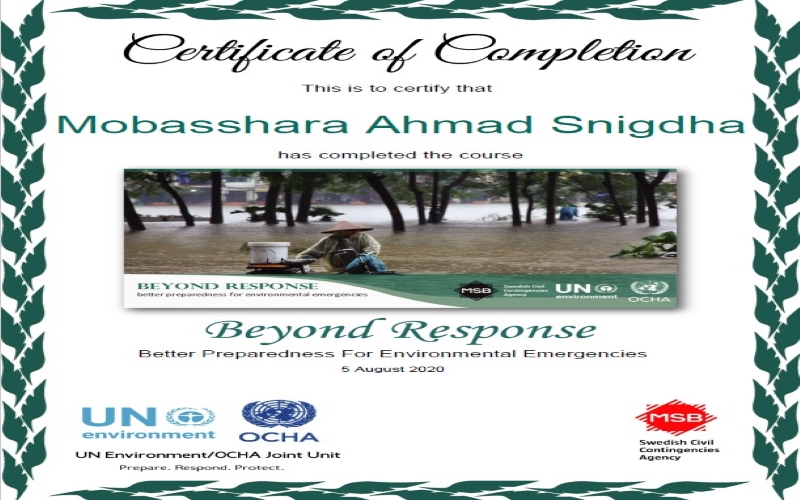 Certificate of Completion
This is to certify that
Mobasshara Ahmad Snigdha
has completed the course
BEYOND RESPONSE
better preparedness for environmental emergencies
MSB
Swedish Civil
Contingencies
Agency
UN
environment
OCHA
Beyond Response
Better Preparedness For Environmental Emergencies
5 August 2020
UN
environment
OCHA
UN Environment/OCHA Joint Unit
Prepare. Respond. Protect.
MSB
Swedish Civil
Contingencies
Agency